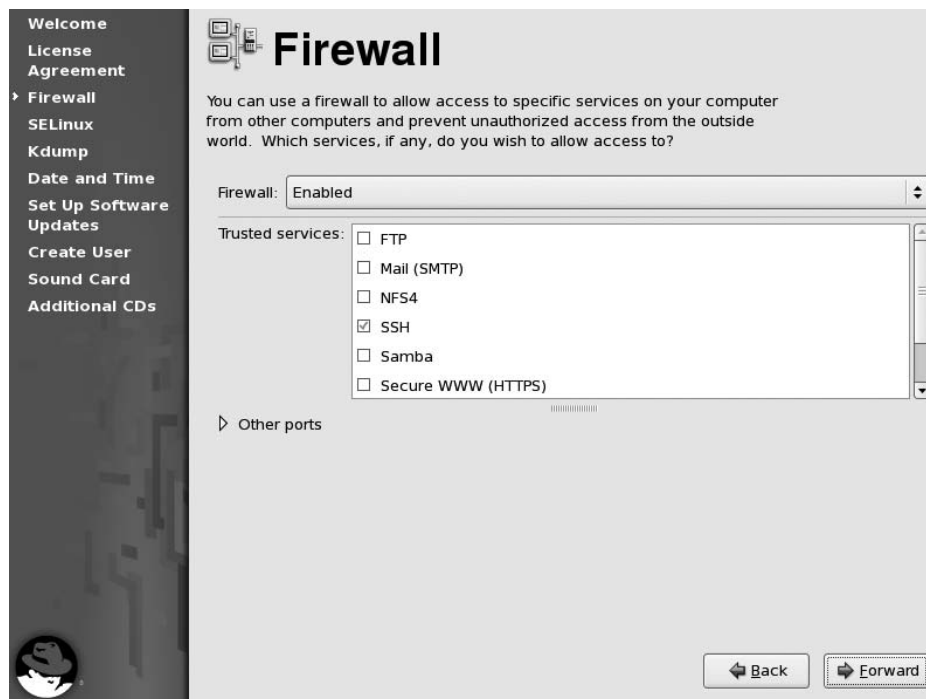 Welcome
License
Agreement
Firewall
SELinux
Kdump
Date and Time
Set Up Software
Updates
Create User
Sound Card
Additional CDs
Firewall
You can use a firewall to allow access to specific services on your computer
from other computers and prevent unauthorized access from the outside
world.  Which services, if any, do you wish to allow access to?
Firewall: Enabled
Trusted services:
FTP
Mail (SMTP)
NFS4
SSH
Samba
Secure WWW (HTTPS)
Other ports
Back
Forward